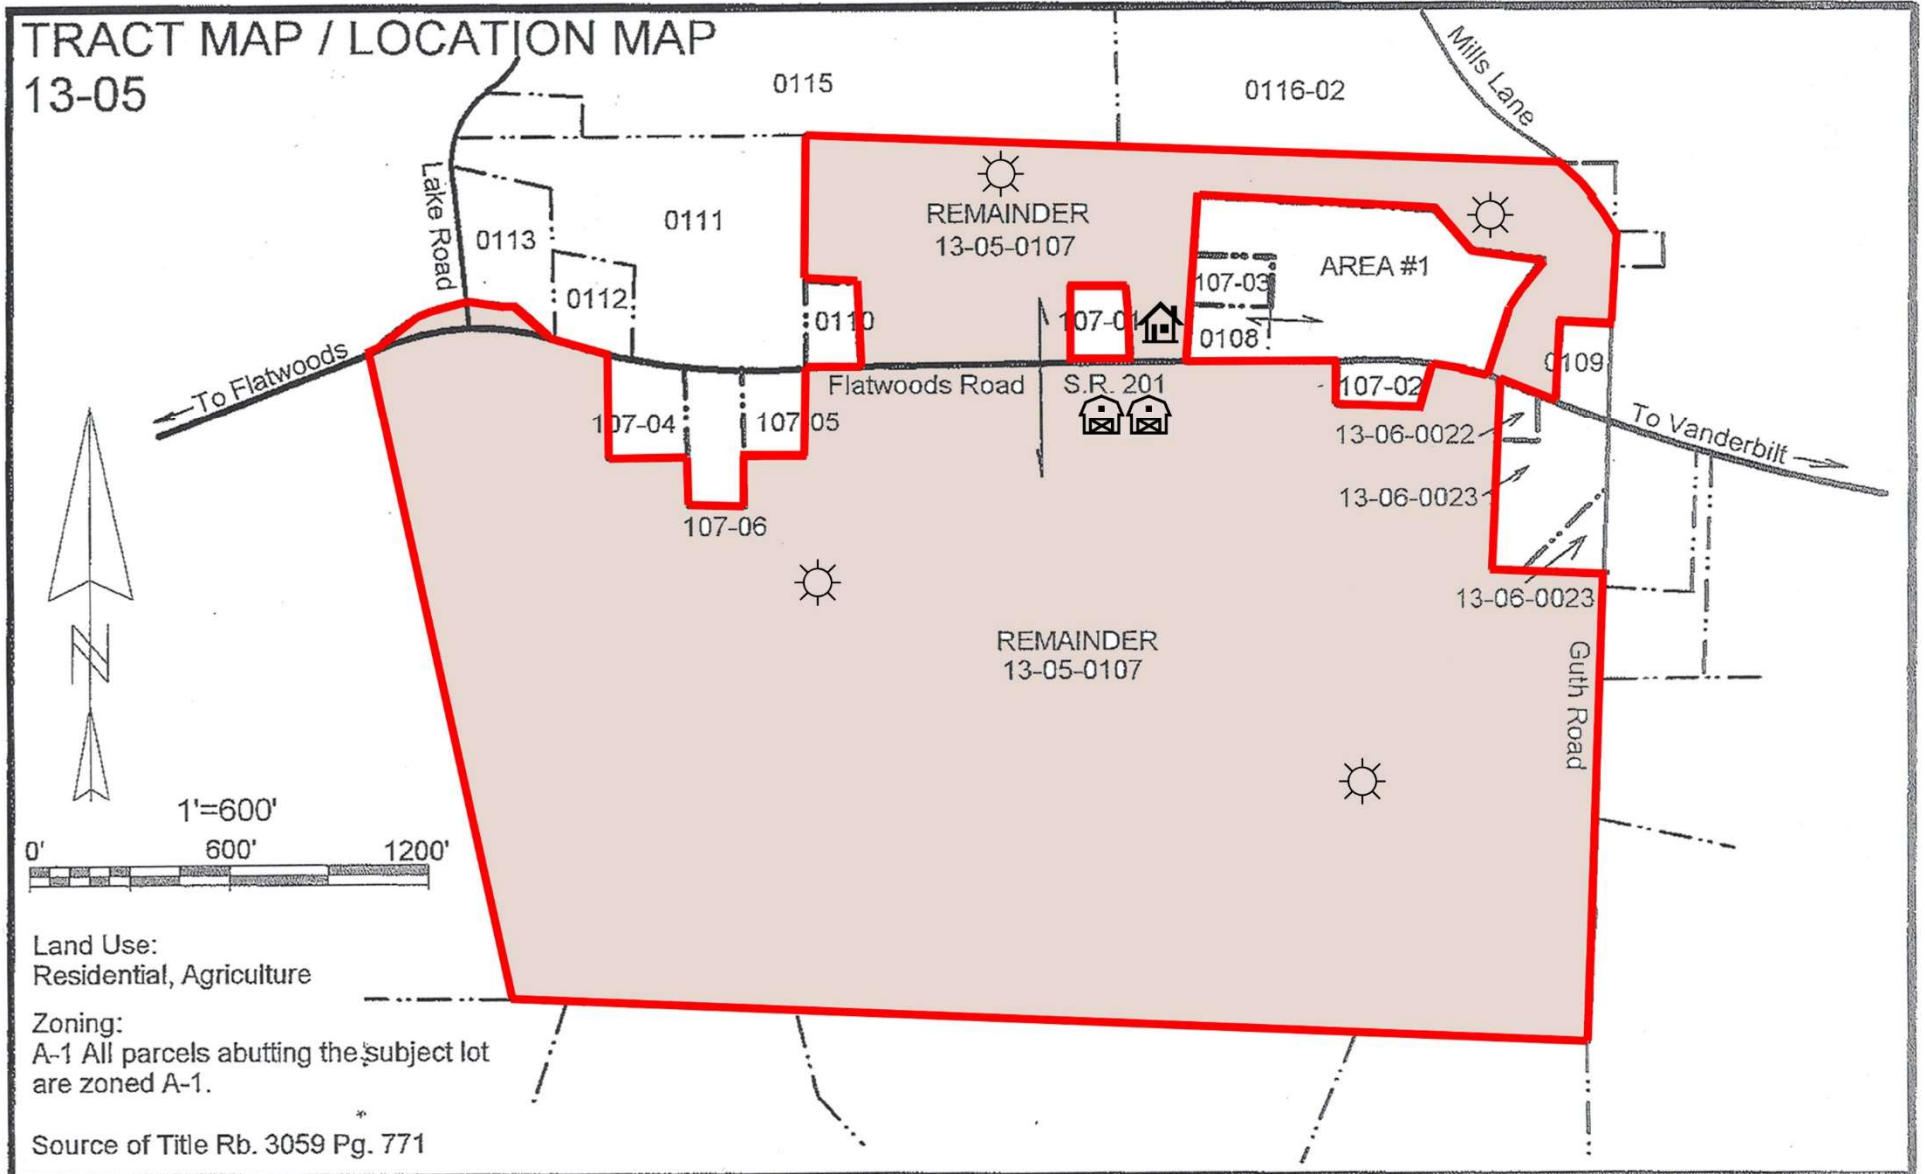 TRACT MAP / LOCATION MAP
13-05
0115
0116-02
Mills Lane
Lake Road
0113
0111
0112
0110
REMAINDER
13-05-0107
107-03
AREA #1
107-01
0108
0109
To Flatwoods
Flatwoods Road
S.R. 201
107-02
107-04
107-05
107-06
13-06-0022
To Vanderbilt
13-06-0023
13-06-0023
REMAINDER
13-05-0107
Guth Road
N
1'=600'
0'
600'
1200'
Land Use:
Residential, Agriculture
Zoning:
A-1 All parcels abutting the subject lot
are zoned A-1.
Source of Title Rb. 3059 Pg. 771